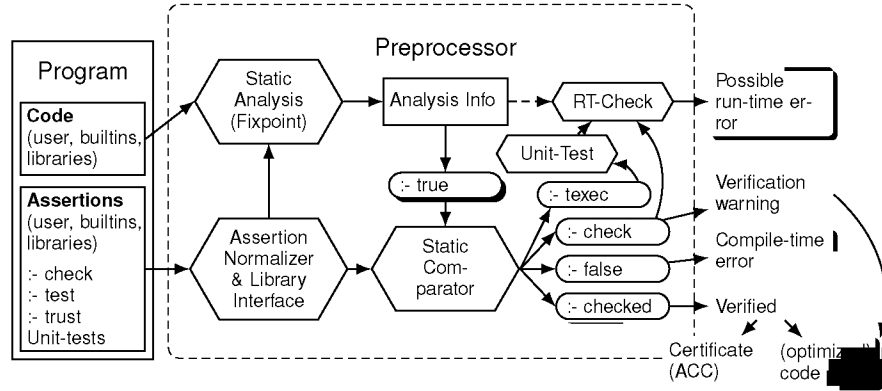 Preprocessor
Program
Code
(user, builtins,
libraries)
Assertions
(user, builtins,
libraries)
:- check
:- test
:- trust
Unit-tests
Static
Analysis
(Fixpoint)
Analysis Info
RT-Check
Possible
run-time er-
ror
Unit-Test
:- true
:- texec
Assertion
Normalizer
& Library
Interface
Static
Com-
parator
:- check
:- false
:- checked
Verification
warning
Compile-time
error
Verified
Certificate
(ACC)
code